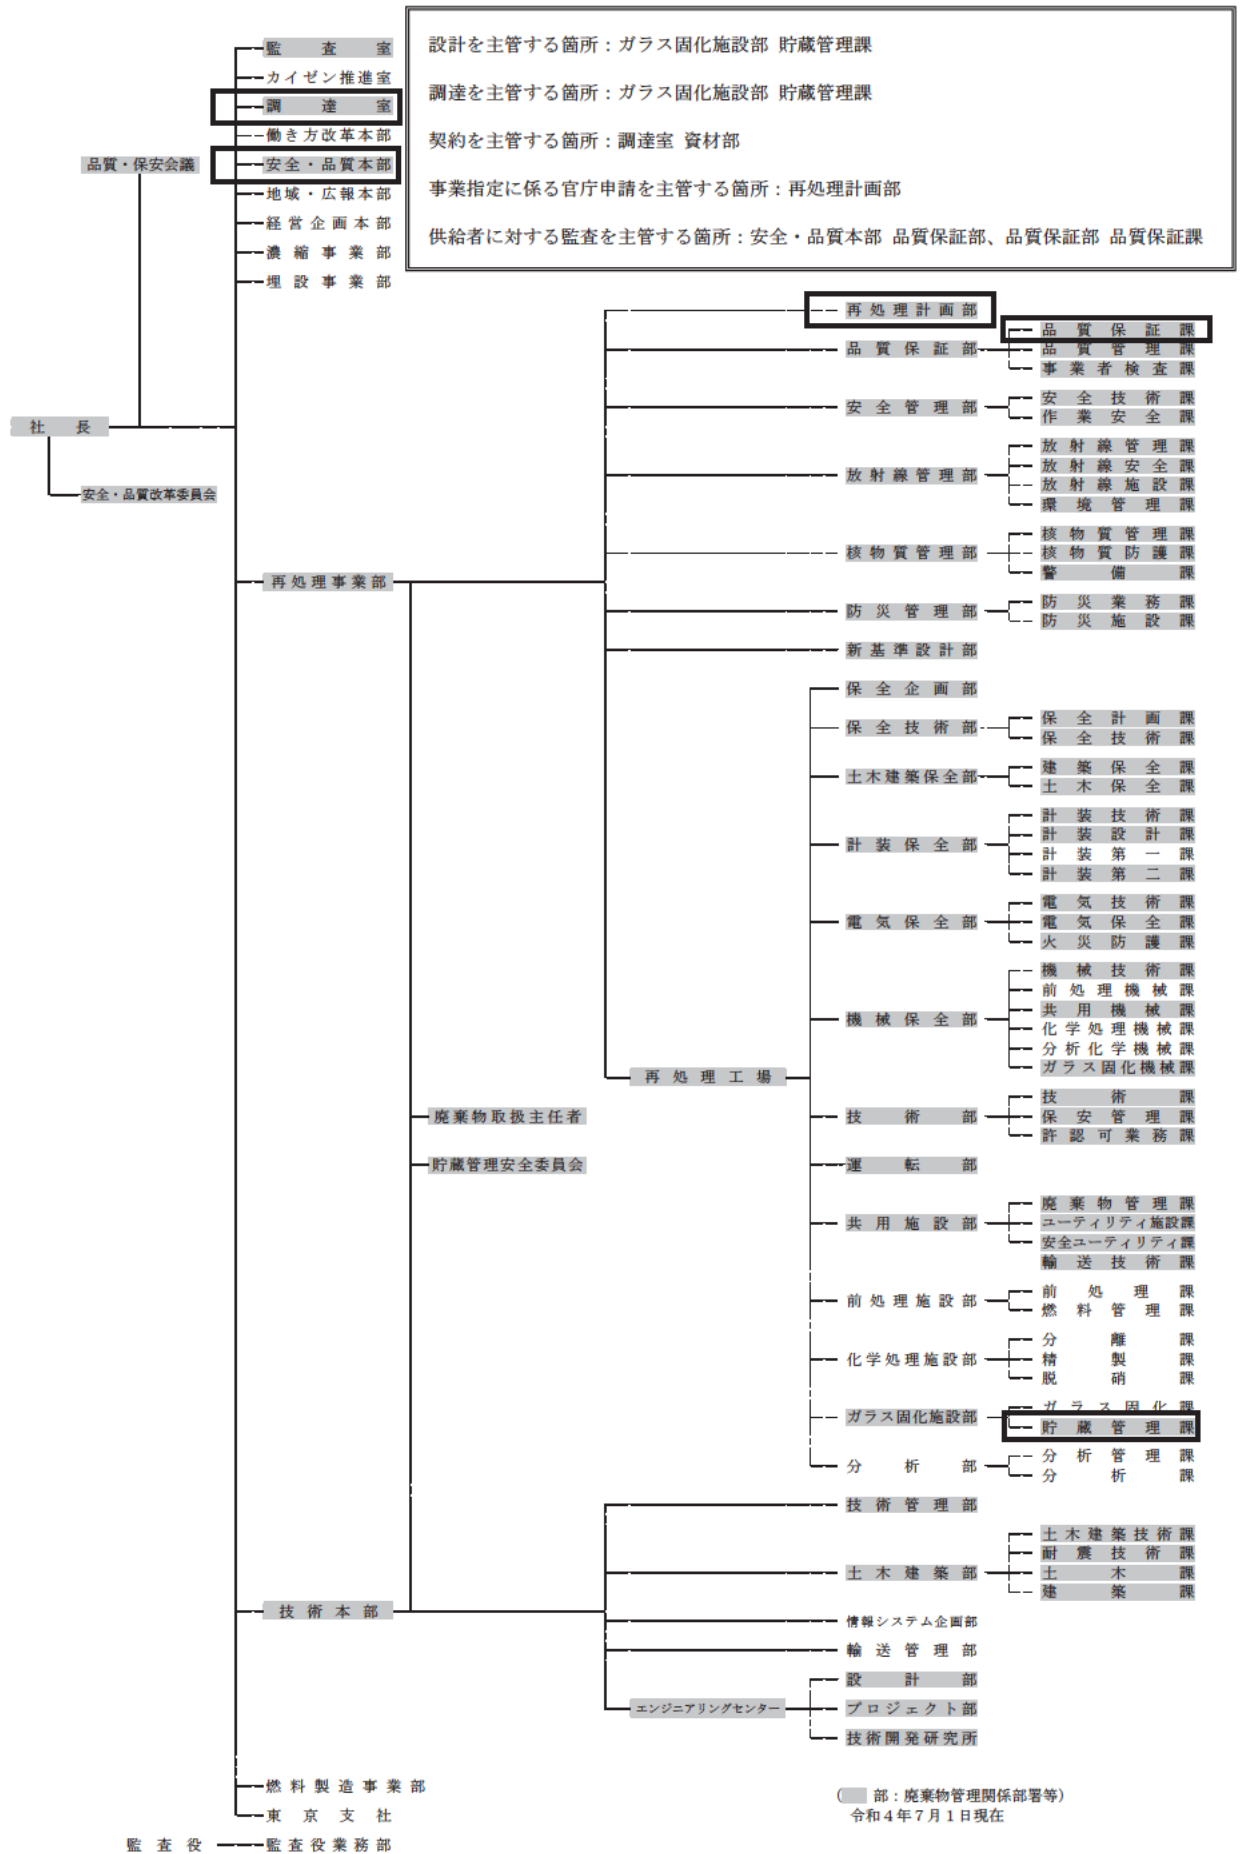 設計を主管する箇所：ガラス固化施設部 貯蔵管理課
調達を主管する箇所：ガラス固化施設部 貯蔵管理課
契約を主管する箇所：調達室 資材部
事業指定に係る官庁申請を主管する箇所：再処理計画部
供給者に対する監査を主管する箇所：安全・品質本部 品質保証部、品質保証部 品質保証課
監査室
カイゼン推進室
調達室
働き方改革本部
品質・保安会議
安全・品質本部
地域・広報本部
経営企画本部
濃縮事業部
埋設事業部
社長
安全・品質改革委員会
再処理事業部
再処理計画部
品質保証部
品質保証課
品質管理課
事業者検査課
安全管理部
安全技術課
作業安全課
放射線管理部
放射線管理課
放射線安全課
放射線施設課
環境管理課
核物質管理部
核物質管理課
核物質防護課
警備課
防災管理部
防災業務課
防災施設課
新基準設計部
再処理工場
保全企画部
保全技術部
保全計画課
保全技術課
土木建築保全部
建築保全課
土木保全課
計装保全部
計装技術課
計装設計課
計装第一課
計装第二課
電気保全部
電気技術課
電気保全課
火災防護課
機械保全部
機械技術課
前処理機械課
共用機械課
化学処理機械課
分析化学機械課
ガラス固化機械課
廃棄物取扱主任者
貯蔵管理安全委員会
技術部
技術課
保安管理課
許認可業務課
運転部
共用施設部
廃棄物管理課
ユーティリティ施設課
安全ユーティリティ課
輸送技術課
前処理施設部
前処理課
燃料管理課
化学処理施設部
分離課
精製課
脱硝課
ガラス固化施設部
ガラス固化課
貯蔵管理課
分析部
分析管理課
分析課
技術本部
技術管理部
土木建築部
土木建築技術課
耐震技術課
土木課
建築課
情報システム企画部
輸送管理部
エンジニアリングセンター
設計部
プロジェクト部
技術開発研究所
燃料製造事業部
東京支社
監査役
監査役業務部
（ 部：廃棄物管理関係部署等）
令和４年７月１日現在